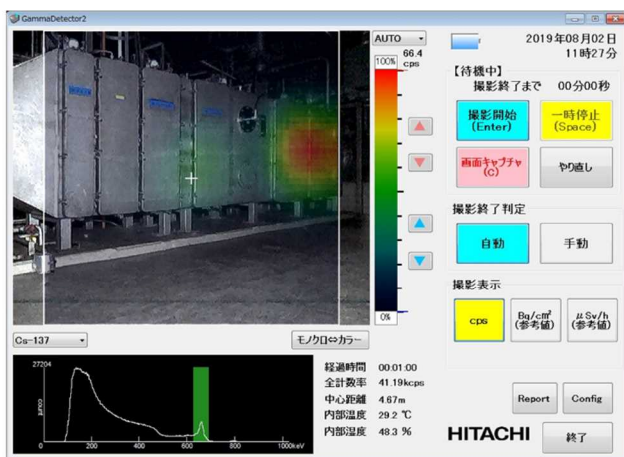 GammaDetector2
AUTO
100%
66.4
cps
0%
2019年08月02日
11時27分
【待機中】
撮影終了まで 00分00秒
撮影開始
(Enter)
一時停止
(Space)
画面キャプチャ
(C)
やり直し
撮影終了判定
自動
手動
撮影表示
cps
Bq/c㎡
(参考値)
μSv/h
(参考値)
Cs-137
モノクロ⇔カラー
27204
count
0
0
200
400
600
800
1000keV
経過時間 00:01:00
全計数率 41.19kcps
中心距離 4.67m
内部温度 29.2 ℃
内部湿度 48.3 %
Report
Config
HITACHI
終了